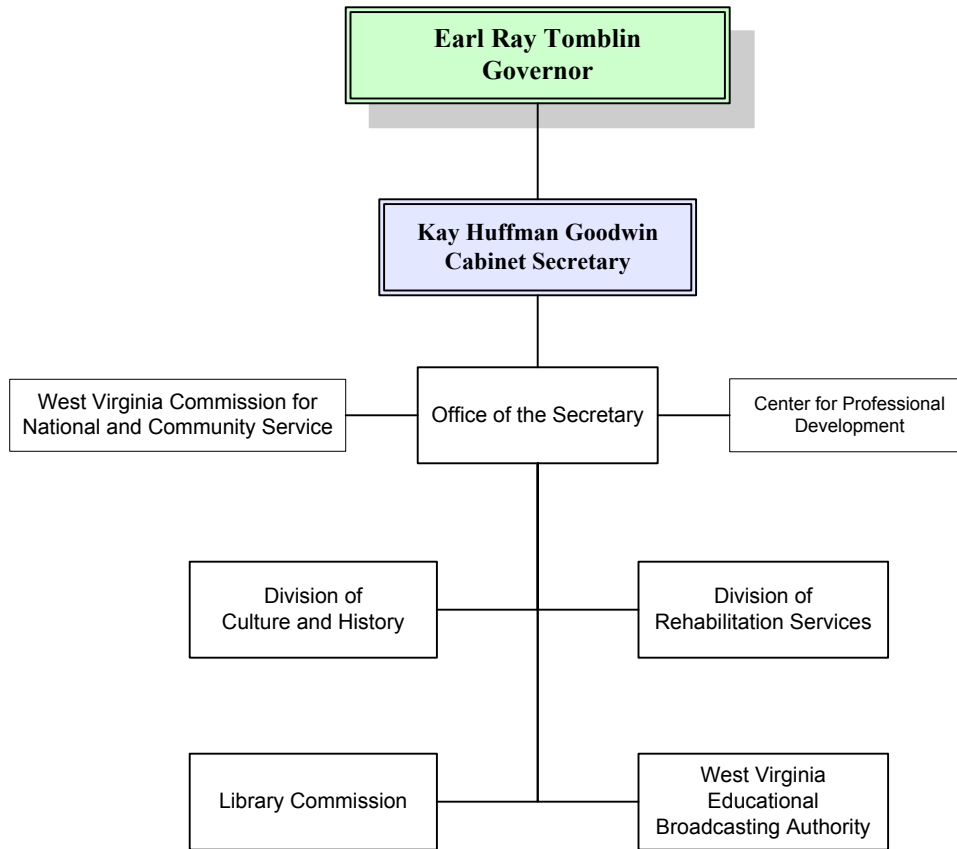 Earl Ray Tomblin
Governor
Kay Huffman Goodwin
Cabinet Secretary
West Virginia Commission for
National and Community Service
Office of the Secretary
Center for Professional
Development
Division of
Culture and History
Division of
Rehabilitation Services
Library Commission
West Virginia
Educational
Broadcasting Authority